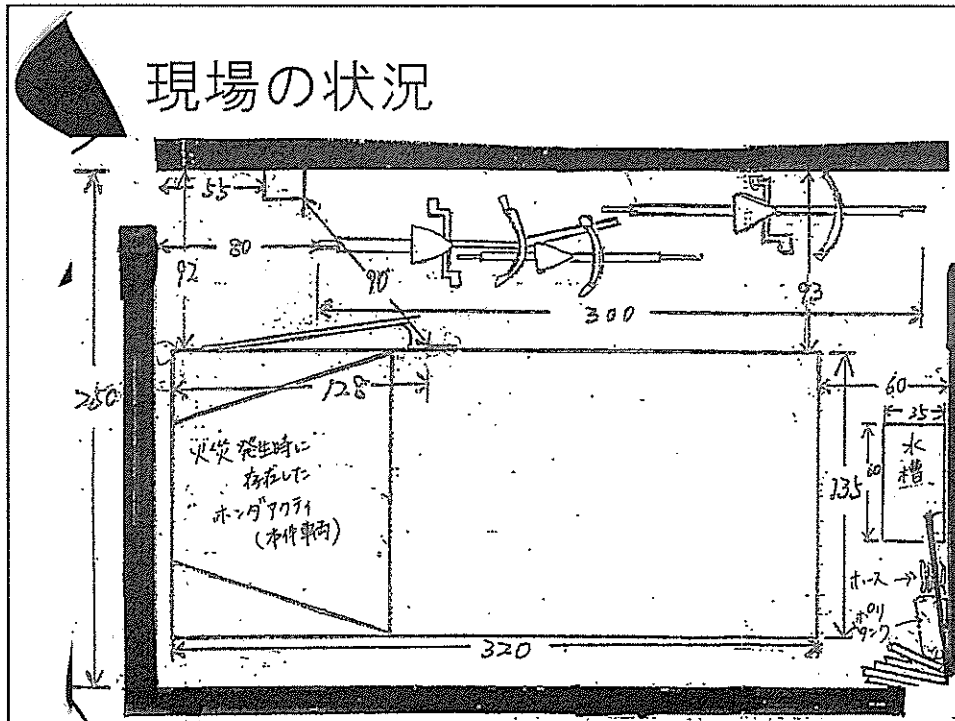 現場の状況
55
80
92
90
93
300
250
128
60
35
水槽
60
135
火災発生時に
存在した
ホンダアクティ
(本件車両)
ホース→
ポリ
タンク
320